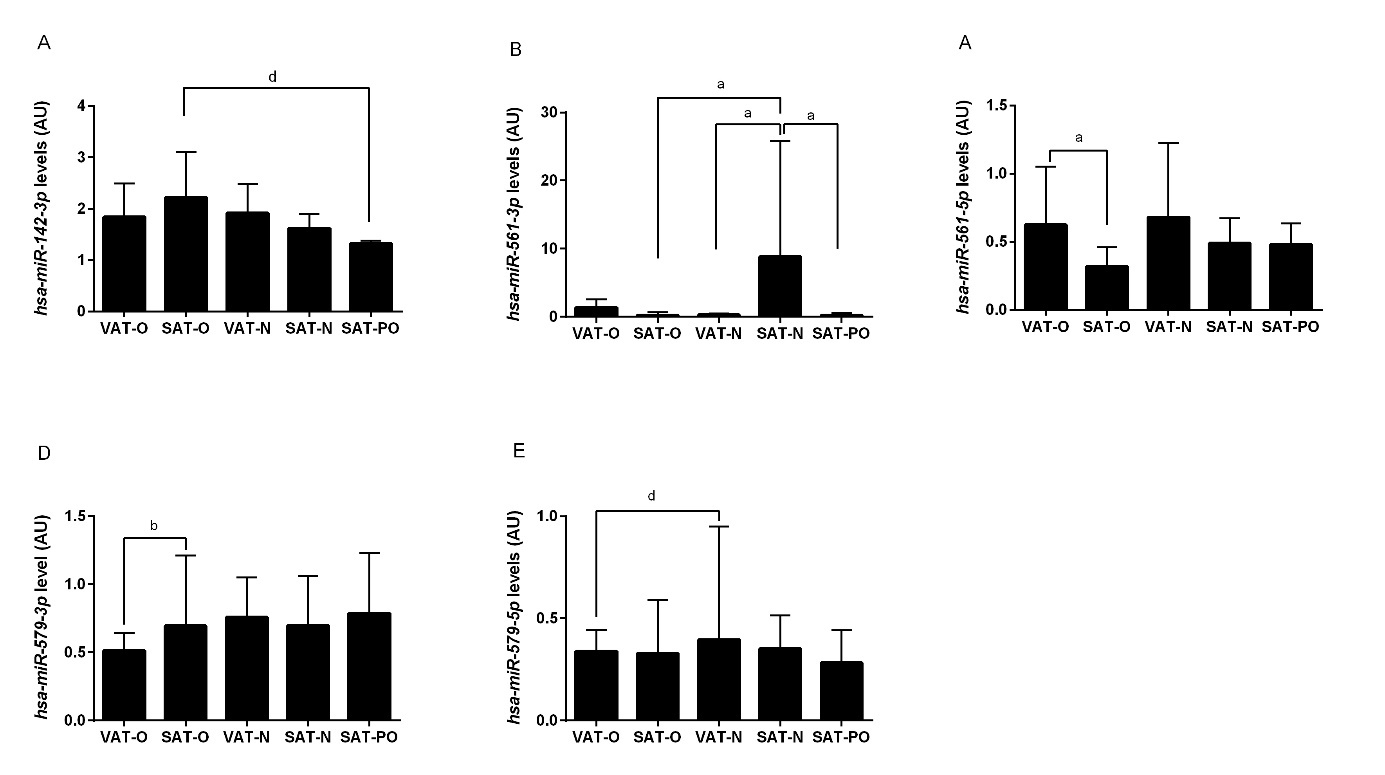 A
hsa-miR-142-3p levels (AU)
4
3
2
1
0
d
VAT-O SAT-O VAT-N SAT-N SAT-PO
B
hsa-miR-561-3p levels (AU)
30
20
10
0
a
a
a
VAT-O SAT-O VAT-N SAT-N SAT-PO
A
hsa-miR-561-5p levels (AU)
1.5
1.0
0.5
0.0
a
VAT-O SAT-O VAT-N SAT-N SAT-PO
D
hsa-miR-579-3p level (AU)
1.5
1.0
0.5
0.0
b
VAT-O SAT-O VAT-N SAT-N SAT-PO
E
hsa-miR-579-5p levels (AU)
1.0
0.5
0.0
d
VAT-O SAT-O VAT-N SAT-N SAT-PO